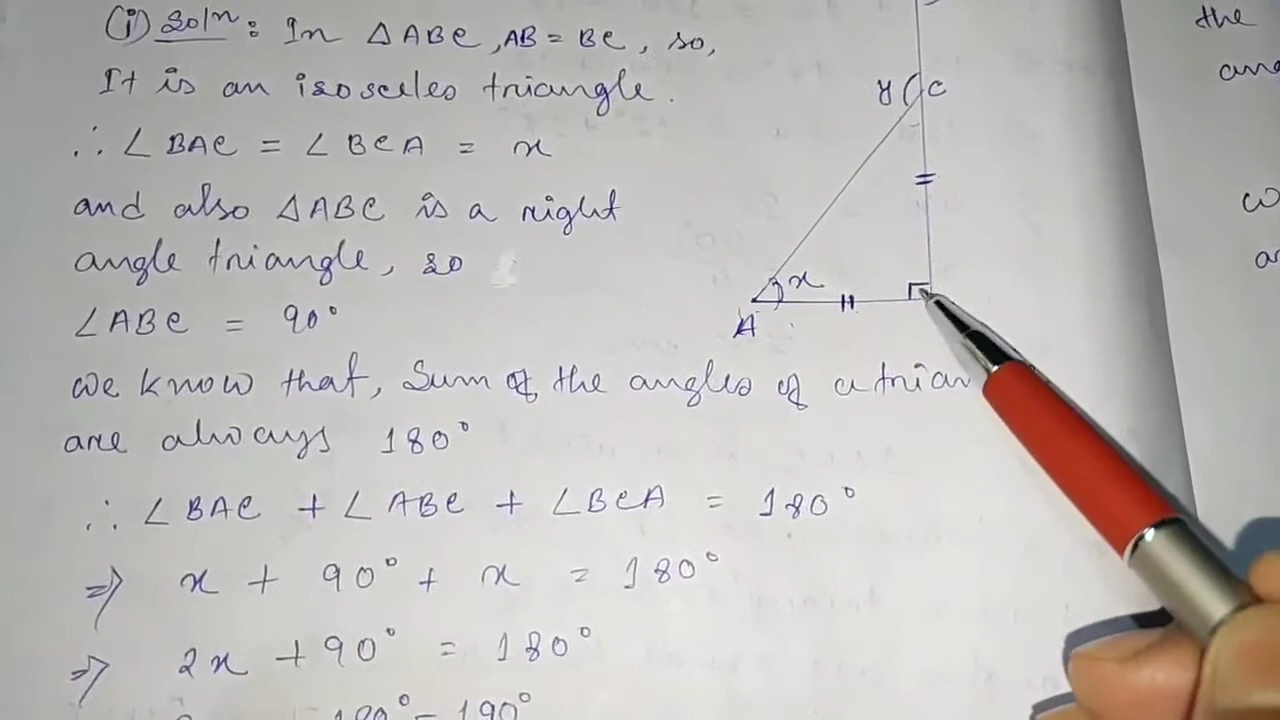 (i) Soln : In △ABC, AB = BC, so,
It is an isosceles triangle.
∴ ∠BAC = ∠BCA = x
and also △ABC is a right
angle triangle, so
∠ABC = 90°
we know that, Sum of the angles of a trian
are always 180°
∴ ∠BAC + ∠ABC + ∠BCA = 180°
⇒ x + 90° + x = 180°
⇒ 2x + 90° = 180°
y C
x
A
the